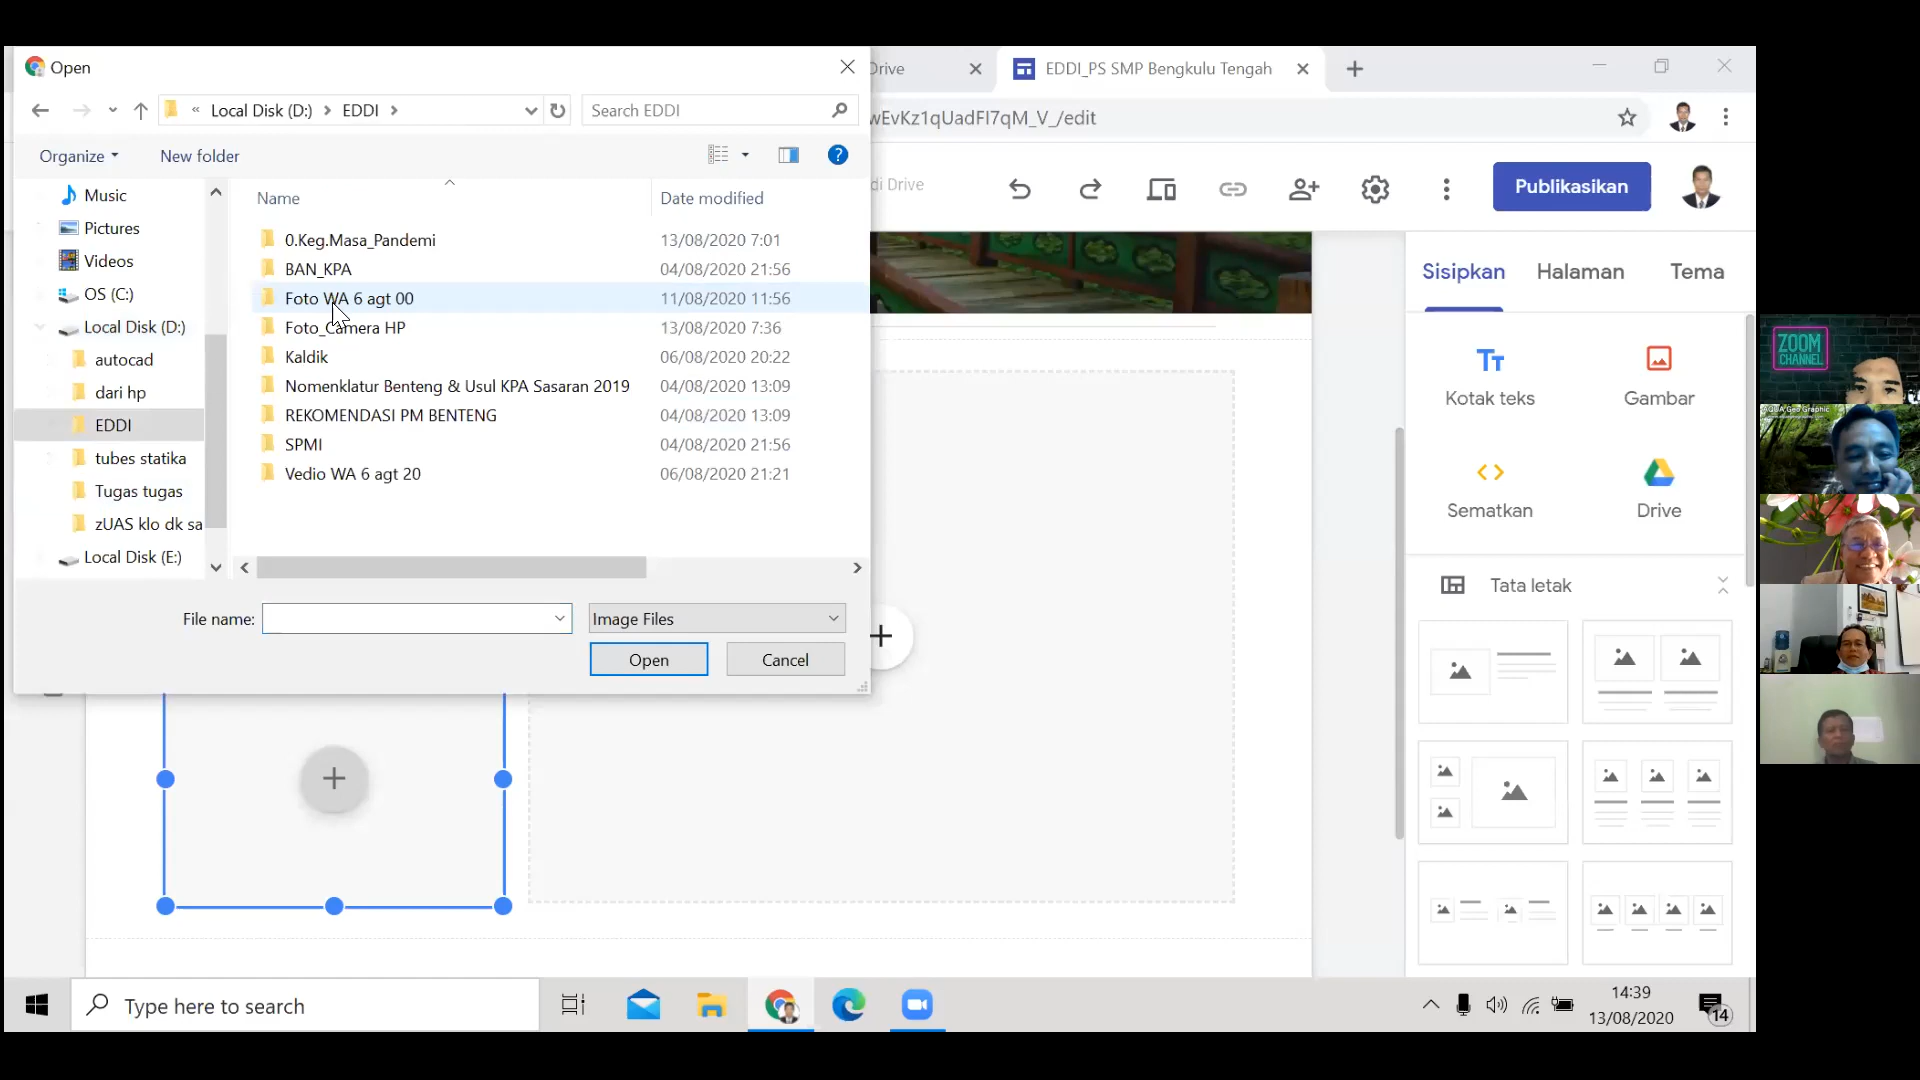 Open
« Local Disk (D:) > EDDI >
Search EDDI
Organize
New folder
Music
Pictures
Videos
OS (C:)
Local Disk (D:)
autocad
dari hp
EDDI
tubes statika
Tugas tugas
zUAS klo dk sa
Local Disk (E:)
Name
Date modified
0.Keg.Masa_Pandemi 13/08/2020 7:01
BAN_KPA 04/08/2020 21:56
Foto WA 6 agt 00 11/08/2020 11:56
Foto_Camera HP 13/08/2020 7:36
Kaldik 06/08/2020 20:22
Nomenklatur Benteng & Usul KPA Sasaran 2019 04/08/2020 13:09
REKOMENDASI PM BENTENG 04/08/2020 13:09
SPMI 04/08/2020 21:56
Vedio WA 6 agt 20 06/08/2020 21:21
File name:
Image Files
Open
Cancel
Drive
EDDI_PS SMP Bengkulu Tengah
wEvKz1qUadFI7qM_V_/edit
di Drive
Publikasikan
Sisipkan
Halaman
Tema
Kotak teks
Gambar
Sematkan
Drive
Tata letak
ZOOM
CHANNEL
AQUA Geo Graphic
Type here to search
14:39
13/08/2020
14